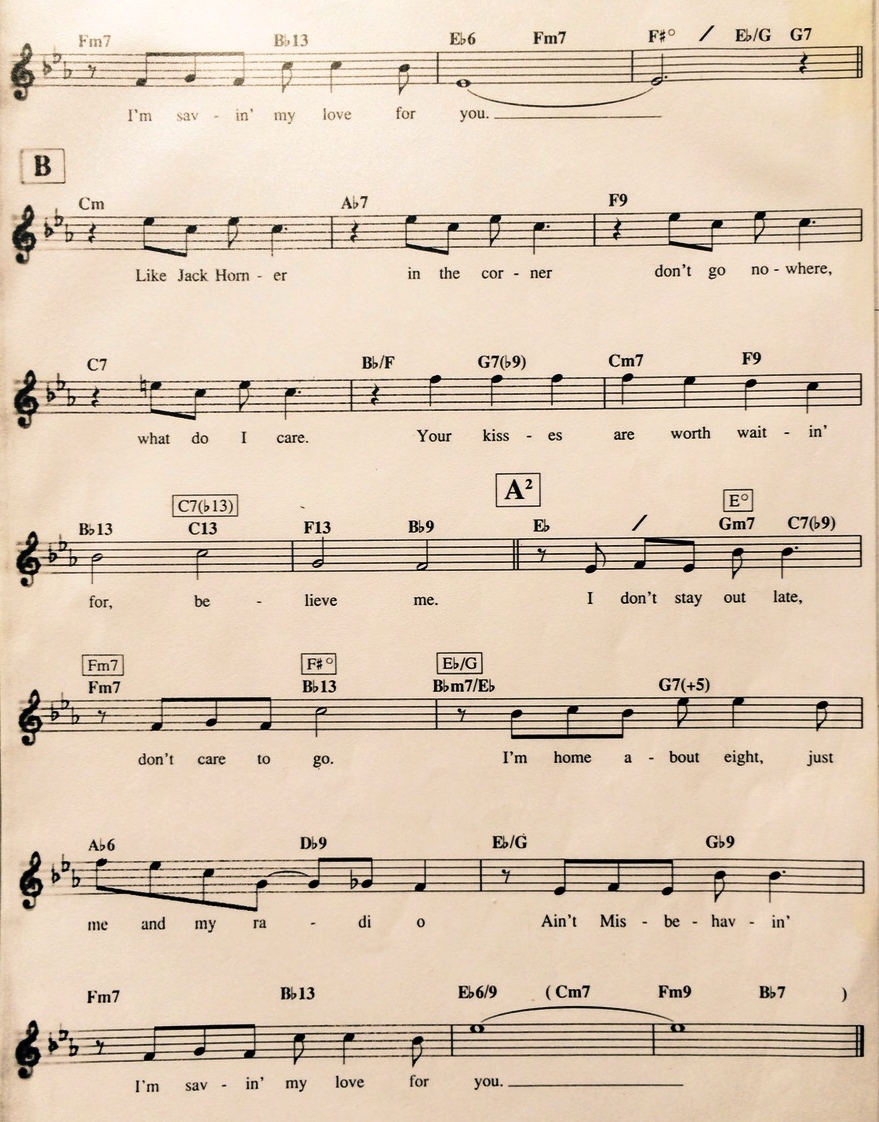 Fm7 B♭13 E♭6 Fm7 F#° / E♭/G G7
I'm sav - in' my love for you.
B
Cm A♭7 F9
Like Jack Horn - er in the cor - ner don't go no - where,
C7 B♭/F G7(♭9) Cm7 F9
what do I care. Your kiss - es are worth wait - in'
A²
C7(♭13) E°
B♭13 C13 F13 B♭9 E♭ / Gm7 C7(♭9)
for, be - lieve me. I don't stay out late,
Fm7 F#° E♭/G
Fm7 B♭13 B♭m7/E♭ G7(+5)
don't care to go. I'm home a - bout eight, just
A♭6 D♭9 E♭/G G♭9
me and my ra - di o Ain't Mis - be - hav - in'
Fm7 B♭13 E♭6/9 ( Cm7 Fm9 B♭7 )
I'm sav - in' my love for you.